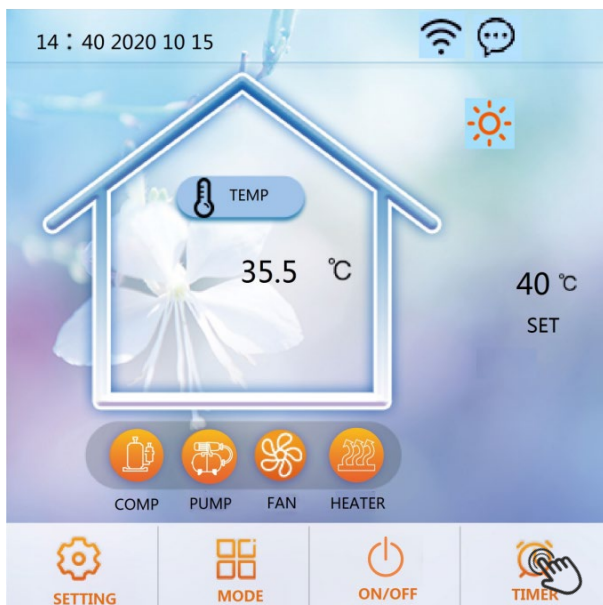 14：40 2020 10 15
TEMP
35.5 ℃
40 ℃
SET
COMP PUMP FAN HEATER
SETTING MODE ON/OFF TIMER